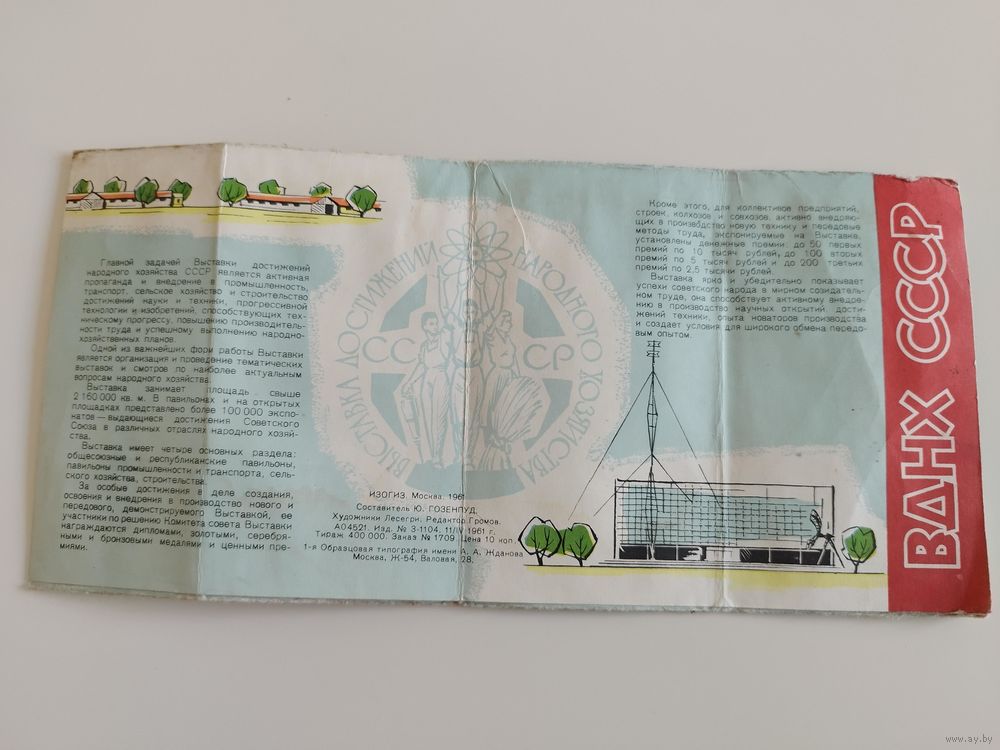 Главной задачей Выставки достижений
народного хозяйства СССР является активная
пропаганда и внедрение в промышленность,
транспорт, сельское хозяйство и строительство
достижений науки и техники, прогрессивной
технологии и изобретений, способствующих тех-
ническому прогрессу, повышению производитель-
ности труда и успешному выполнению народно-
хозяйственных планов.
Одной из важнейших форм работы Выставки
является организация и проведение тематических
выставок и смотров по наиболее актуальным
вопросам народного хозяйства.
Выставка занимает площадь свыше
2 160 000 кв. м. В павильонах и на открытых
площадках представлено более 100 000 экспо-
натов—выдающиеся достижения Советского
Союза в различных отраслях народного хозяй-
ства.
Выставка имеет четыре основных раздела:
общесоюзные и республиканские павильоны,
павильоны промышленности и транспорта, сель-
ского хозяйства, строительства.
За особые достижения в деле создания,
освоения и внедрения в производство нового и
передового, демонстрируемого Выставкой, ее
участники по решению Комитета совета Выставки
награждаются дипломами, золотыми, серебря-
ными и бронзовыми медалями и ценными пре-
миями.
ВЫСТАВКА ДОСТИЖЕНИЙ НАРОДНОГО ХОЗЯЙСТВА
СССР
ИЗОГИЗ. Москва. 1961
Составитель Ю. ГОЗЕНПУД.
Художники Лесегри. Редактор Громов.
А04521. Изд. № 3-1104. 11/IV 1961 г.
Тираж 400 000. Заказ № 1709. Цена 10 коп.
1-я Образцовая типография имени А. А. Жданова
Москва, Ж-54, Валовая, 28.
Кроме этого, для коллективов предприятий,
строек, колхозов и совхозов, активно внедряю-
щих в производство новую технику и передовые
методы труда, экспонируемые на Выставке,
установлены денежные премии: до 50 первых
премий по 10 тысяч рублей, до 100 вторых
премий по 5 тысяч рублей и до 200 третьих
премий по 2,5 тысячи рублей.
Выставка ярко и убедительно показывает
успехи советского народа в мирном созидатель-
ном труде, она способствует активному внедре-
нию в производство научных открытий, дости-
жений техники, опыта новаторов производства
и создает условия для широкого обмена передо-
вым опытом.
ВДНХ СССР
www.ay.by